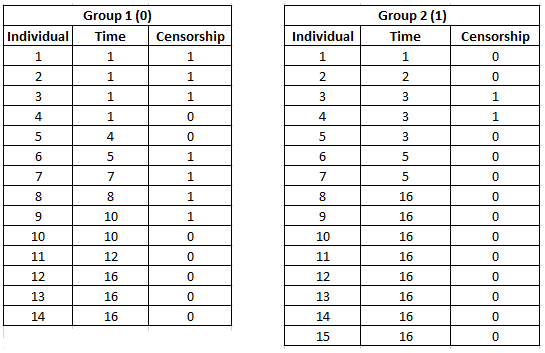 Group 1 (0) Group 2 (1)
Individual Time Censorship Individual Time Censorship
1 1 1 1 1 0
2 1 1 2 2 0
3 1 1 3 3 1
4 1 0 4 3 1
5 4 0 5 3 0
6 5 1 6 5 0
7 7 1 7 5 0
8 8 1 8 16 0
9 10 1 9 16 0
10 10 0 10 16 0
11 12 0 11 16 0
12 16 0 12 16 0
13 16 0 13 16 0
14 16 0 14 16 0
15 16 0